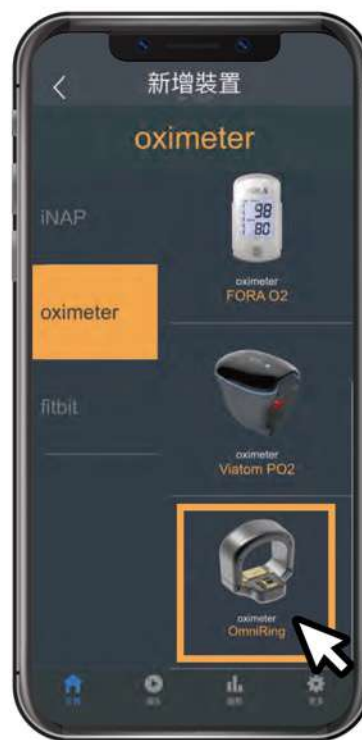 新增裝置
oximeter
iNAP
oximeter
fitbit
98
80
oximeter
FORA O2
oximeter
Viatom PO2
oximeter
OmniRing